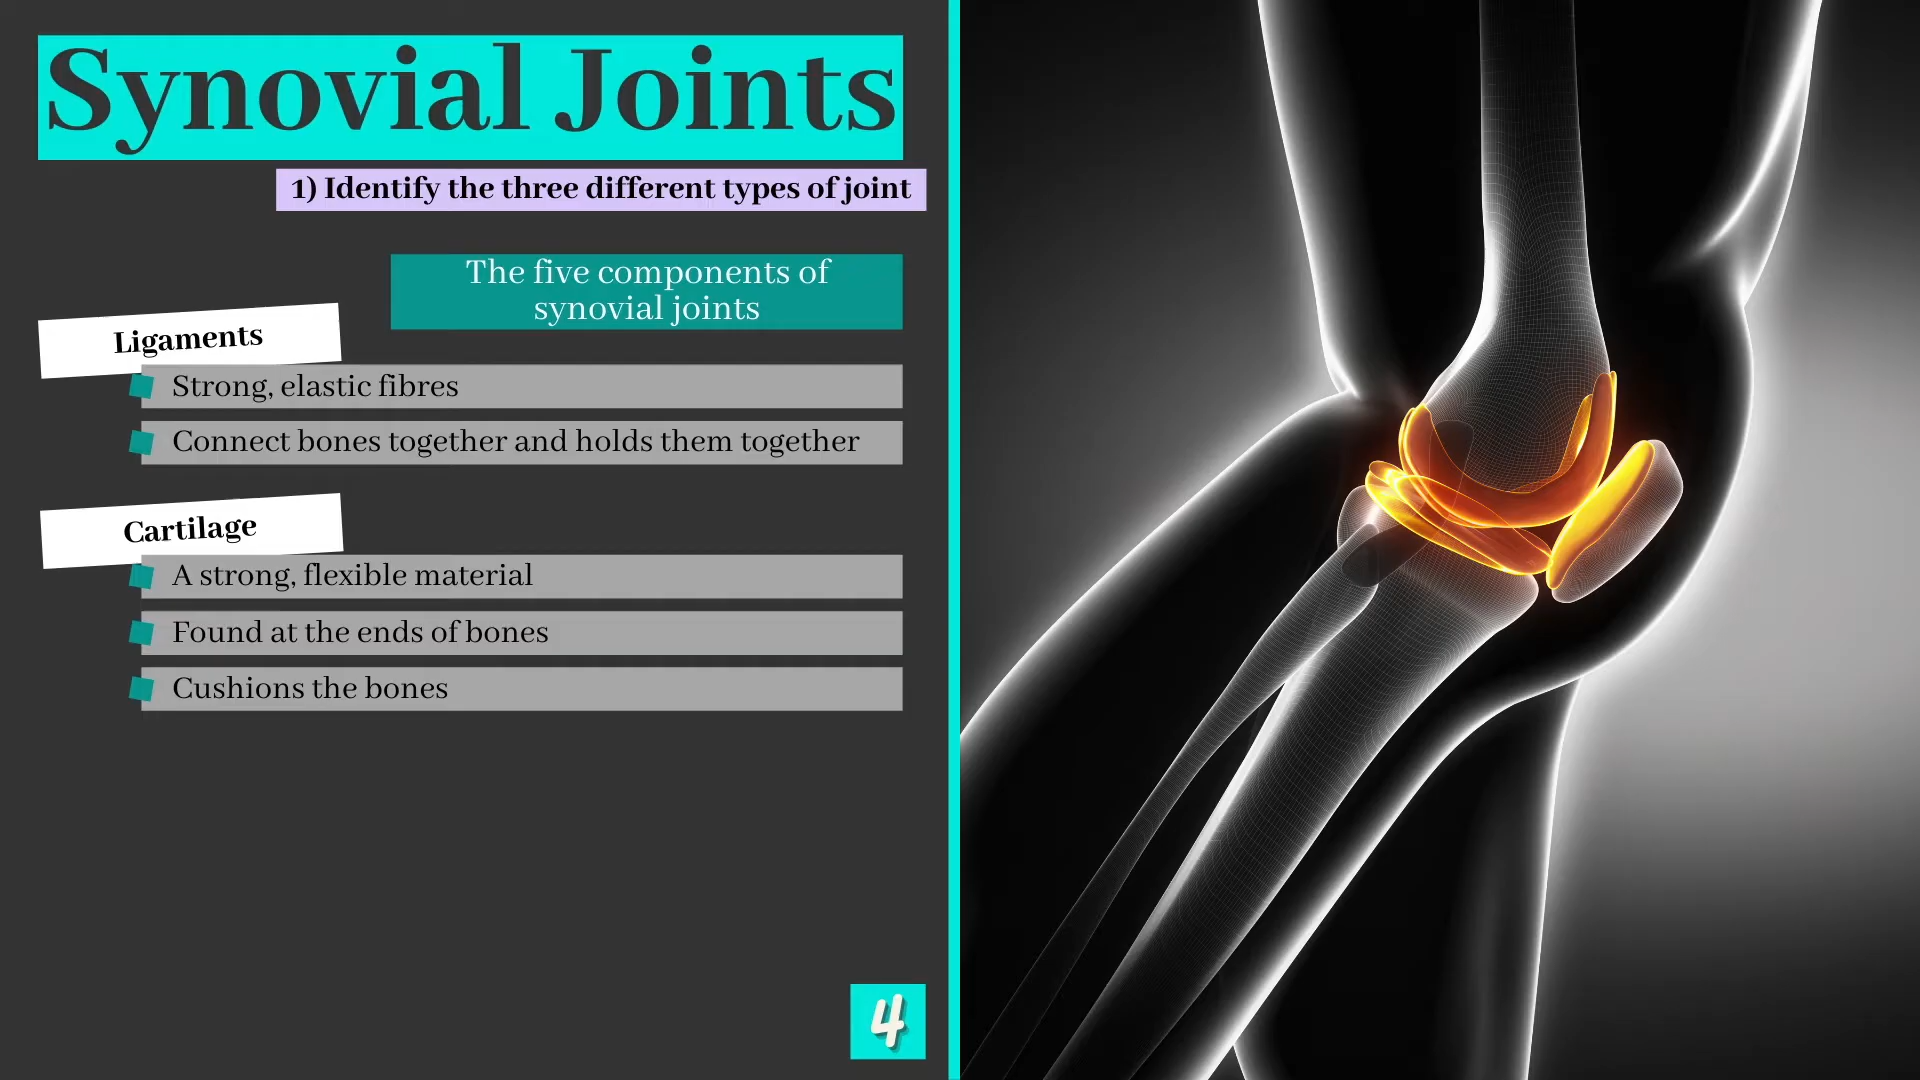 Synovial Joints
1) Identify the three different types of joint
The five components of
synovial joints
Ligaments
Strong, elastic fibres
Connect bones together and holds them together
Cartilage
A strong, flexible material
Found at the ends of bones
Cushions the bones
4